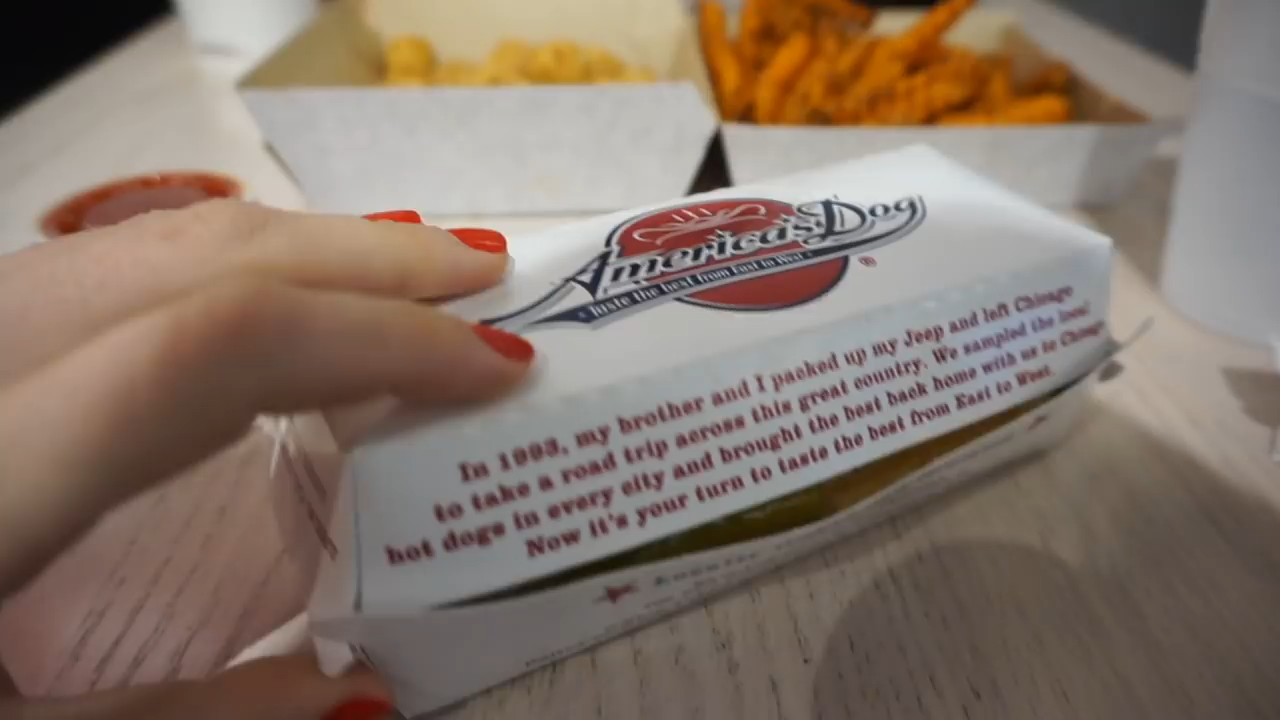 America's Dog
Taste the best from East to West
®
In 1993, my brother and I packed up my Jeep and left Chicago
to take a road trip across this great country. We sampled the local
hot dogs in every city and brought the best back home with us to Chicago.
Now it's your turn to taste the best from East to West.